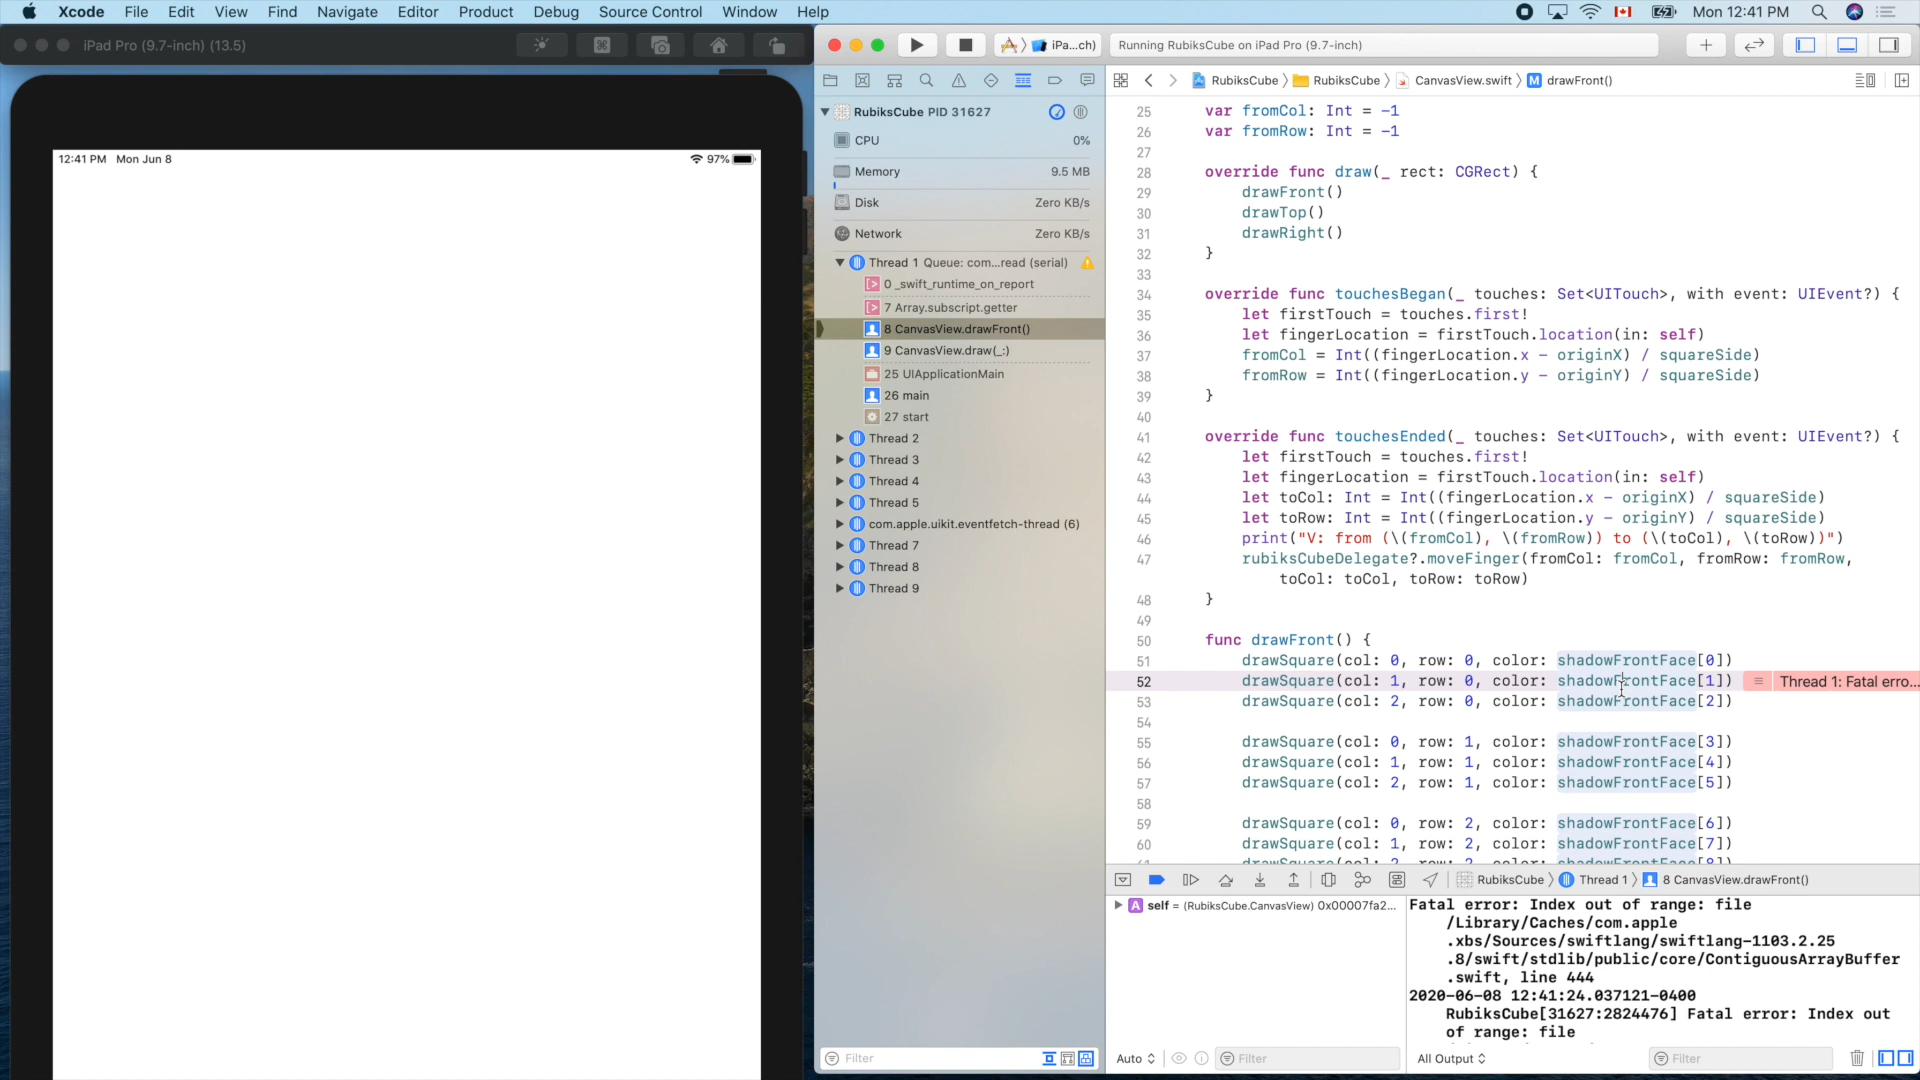 Xcode File Edit View Find Navigate Editor Product Debug Source Control Window Help
Mon 12:41 PM
iPad Pro (9.7-inch) (13.5)
iPa...ch)
Running RubiksCube on iPad Pro (9.7-inch)
RubiksCube RubiksCube CanvasView.swift M drawFront()
12:41 PM Mon Jun 8
97%
RubiksCube PID 31627
CPU 0%
Memory 9.5 MB
Disk Zero KB/s
Network Zero KB/s
Thread 1 Queue: com...read (serial)
0 _swift_runtime_on_report
7 Array.subscript.getter
8 CanvasView.drawFront()
9 CanvasView.draw(_:)
25 UIApplicationMain
26 main
27 start
Thread 2
Thread 3
Thread 4
Thread 5
com.apple.uikit.eventfetch-thread (6)
Thread 7
Thread 8
Thread 9
Filter
25 var fromCol: Int = -1
26 var fromRow: Int = -1
27
28 override func draw(_ rect: CGRect) {
29 drawFront()
30 drawTop()
31 drawRight()
32 }
33
34 override func touchesBegan(_ touches: Set<UITouch>, with event: UIEvent?) {
35 let firstTouch = touches.first!
36 let fingerLocation = firstTouch.location(in: self)
37 fromCol = Int((fingerLocation.x - originX) / squareSide)
38 fromRow = Int((fingerLocation.y - originY) / squareSide)
39 }
40
41 override func touchesEnded(_ touches: Set<UITouch>, with event: UIEvent?) {
42 let firstTouch = touches.first!
43 let fingerLocation = firstTouch.location(in: self)
44 let toCol: Int = Int((fingerLocation.x - originX) / squareSide)
45 let toRow: Int = Int((fingerLocation.y - originY) / squareSide)
46 print("V: from (\(fromCol), \(fromRow)) to (\(toCol), \(toRow))")
47 rubiksCubeDelegate?.moveFinger(fromCol: fromCol, fromRow: fromRow,
toCol: toCol, toRow: toRow)
48 }
49
50 func drawFront() {
51 drawSquare(col: 0, row: 0, color: shadowFrontFace[0])
52 drawSquare(col: 1, row: 0, color: shadowFrontFace[1]) Thread 1: Fatal erro...
53 drawSquare(col: 2, row: 0, color: shadowFrontFace[2])
54
55 drawSquare(col: 0, row: 1, color: shadowFrontFace[3])
56 drawSquare(col: 1, row: 1, color: shadowFrontFace[4])
57 drawSquare(col: 2, row: 1, color: shadowFrontFace[5])
58
59 drawSquare(col: 0, row: 2, color: shadowFrontFace[6])
60 drawSquare(col: 1, row: 2, color: shadowFrontFace[7])
61 drawSquare(col: 2, row: 2, color: shadowFrontFace[8])
RubiksCube Thread 1 8 CanvasView.drawFront()
A self = (RubiksCube.CanvasView) 0x00007fa2...
Fatal error: Index out of range: file
/Library/Caches/com.apple
.xbs/Sources/swiftlang/swiftlang-1103.2.25
.8/swift/stdlib/public/core/ContiguousArrayBuffer
.swift, line 444
2020-06-08 12:41:24.037121-0400
RubiksCube[31627:2824476] Fatal error: Index out
of range: file
Auto Filter All Output Filter